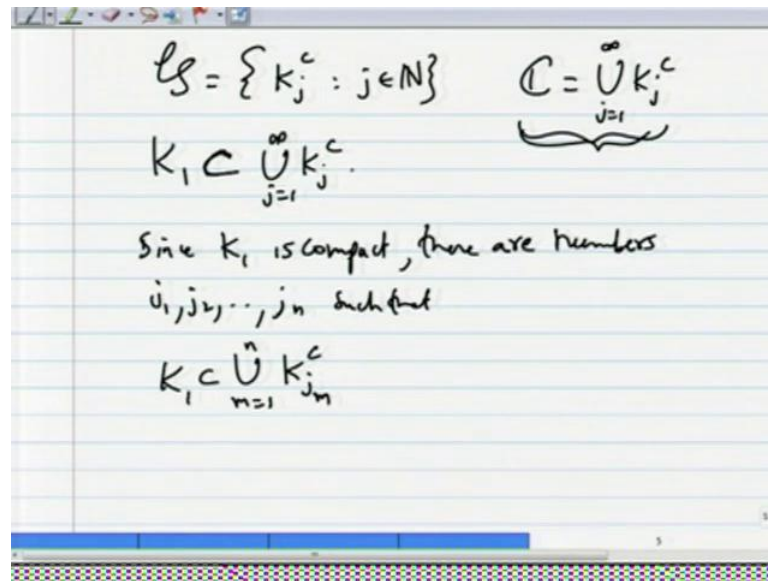 𝒢 = { K_j^c : j ∈ ℕ }   ℂ = ∪_{j=1}^∞ K_j^c
K_1 ⊂ ∪_{j=1}^∞ K_j^c.
Since K_1 is compact, there are numbers
j_1, j_2, .., j_n such that
K_1 ⊂ ∪_{m=1}^n K_{j_m}^c
5